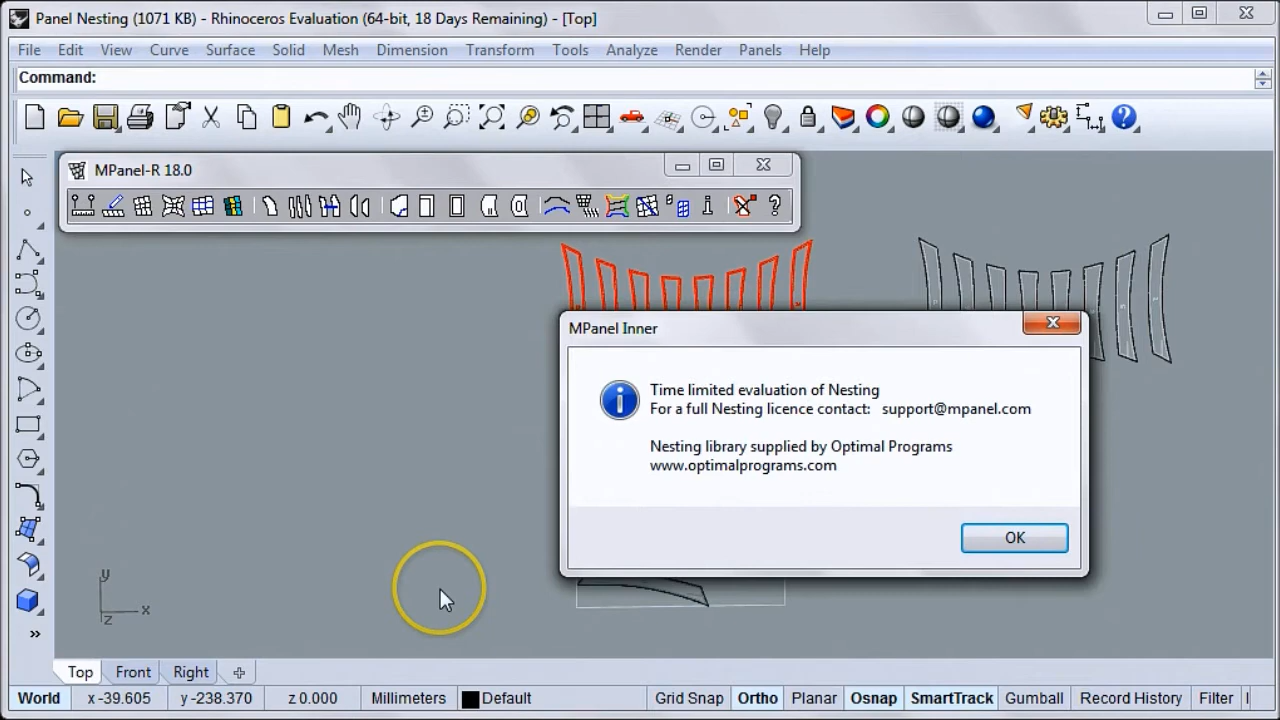 Panel Nesting (1071 KB) - Rhinoceros Evaluation (64-bit, 18 Days Remaining) - [Top]
File Edit View Curve Surface Solid Mesh Dimension Transform Tools Analyze Render Panels Help
Command:
MPanel-R 18.0
MPanel Inner
Time limited evaluation of Nesting
For a full Nesting licence contact: support@mpanel.com
Nesting library supplied by Optimal Programs
www.optimalprograms.com
OK
y
x
z
Top Front Right
World x -39.605 y -238.370 z 0.000 Millimeters Default Grid Snap Ortho Planar Osnap SmartTrack Gumball Record History Filter